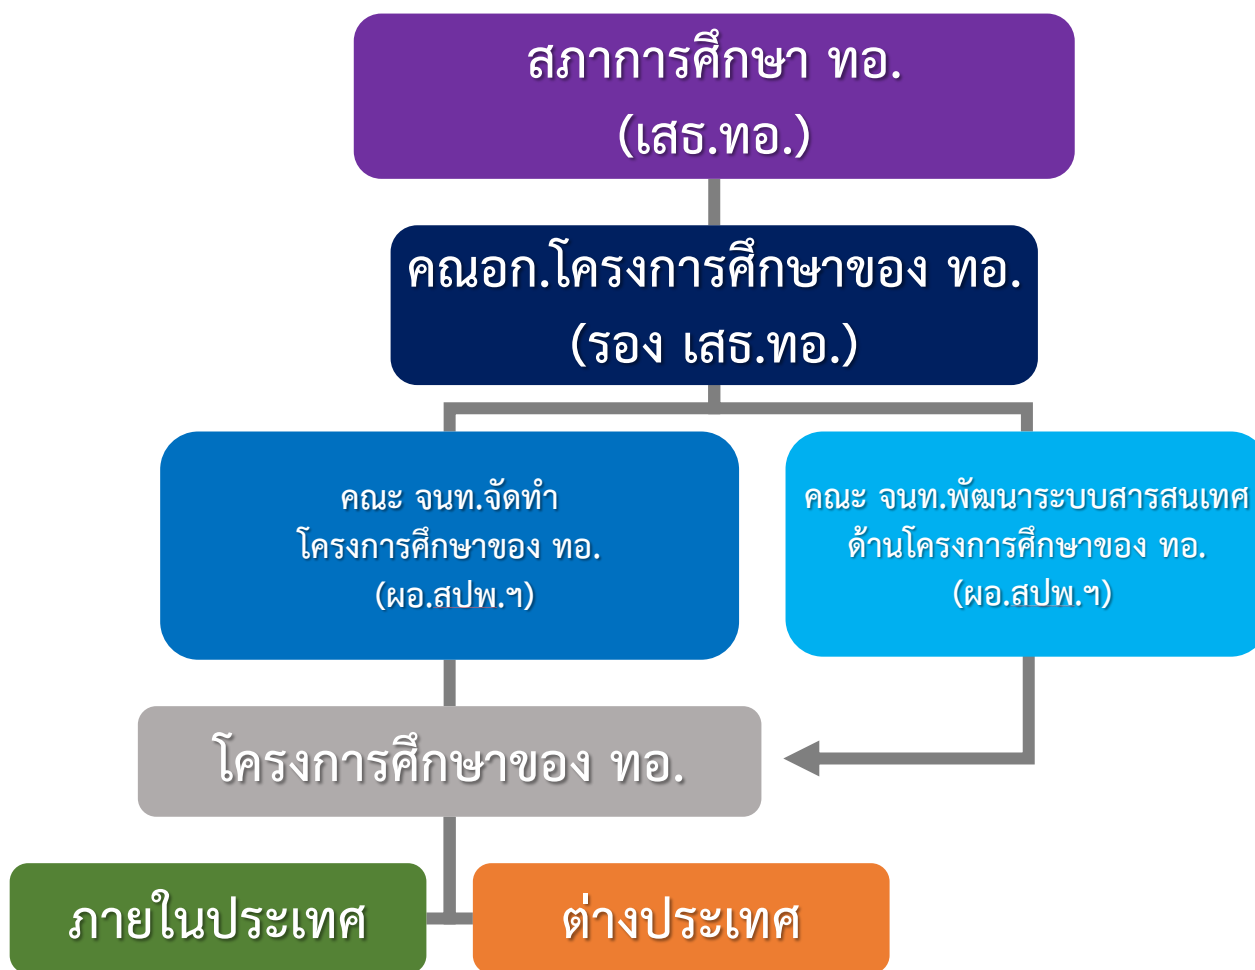 สภาการศึกษา ทอ.
(เสธ.ทอ.)
คณอก.โครงการศึกษาของ ทอ.
(รอง เสธ.ทอ.)
คณะ จนท.จัดทำ
โครงการศึกษาของ ทอ.
(ผอ.สปพ.ฯ)
คณะ จนท.พัฒนาระบบสารสนเทศ
ด้านโครงการศึกษาของ ทอ.
(ผอ.สปพ.ฯ)
โครงการศึกษาของ ทอ.
ภายในประเทศ
ต่างประเทศ